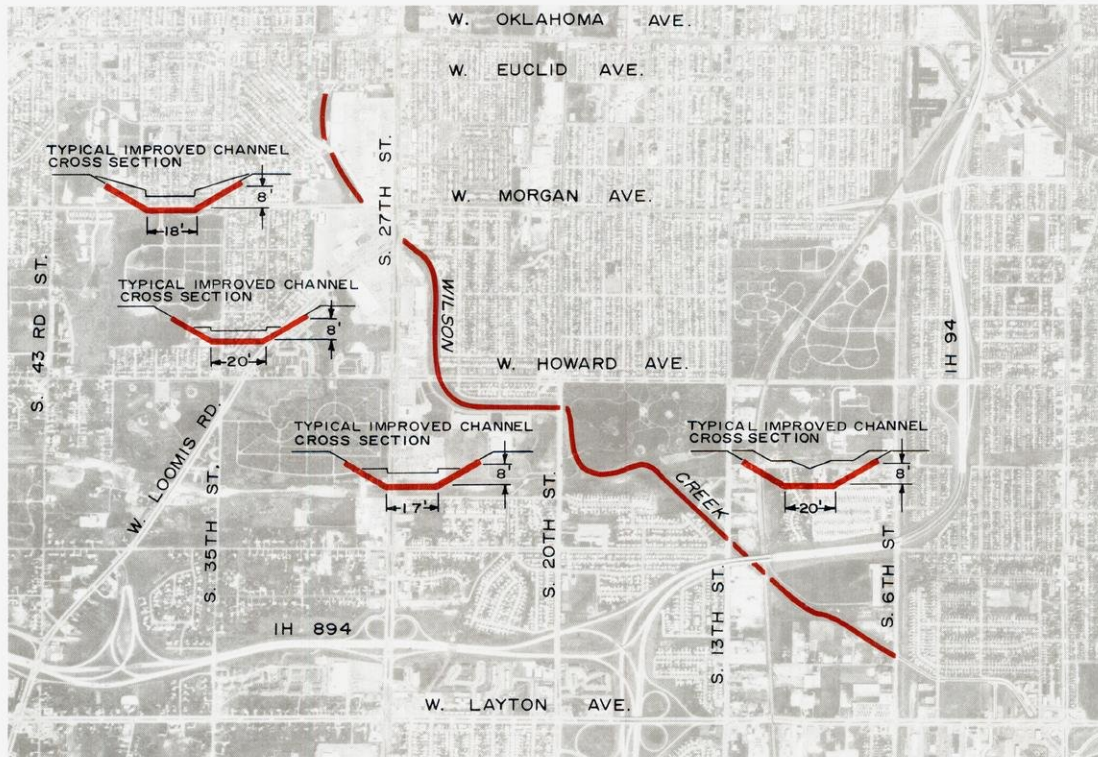 W. OKLAHOMA AVE.
W. EUCLID AVE.
TYPICAL IMPROVED CHANNEL
CROSS SECTION
8'
18'
S. 27TH ST.
W. MORGAN AVE.
S. 43 RD ST.
TYPICAL IMPROVED CHANNEL
CROSS SECTION
8'
20'
WILSON
W. HOWARD AVE.
IH 94
W. LOOMIS RD.
TYPICAL IMPROVED CHANNEL
CROSS SECTION
8'
17'
TYPICAL IMPROVED CHANNEL
CROSS SECTION
8'
20'
CREEK
S. 35TH ST.
S. 20TH ST.
S. 13TH ST.
S. 6TH ST
IH 894
W. LAYTON AVE.